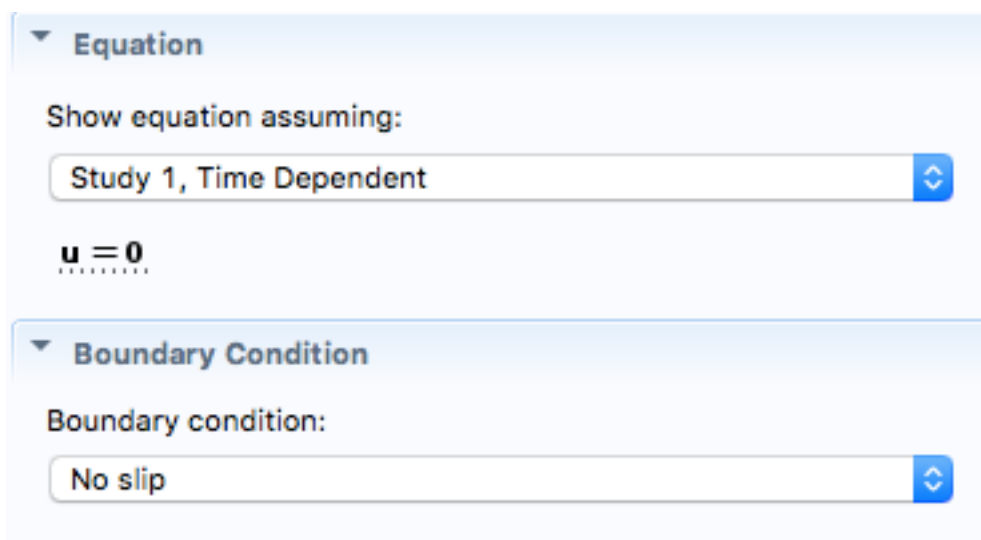 Equation
Show equation assuming:
Study 1, Time Dependent
u = 0
Boundary Condition
Boundary condition:
No slip